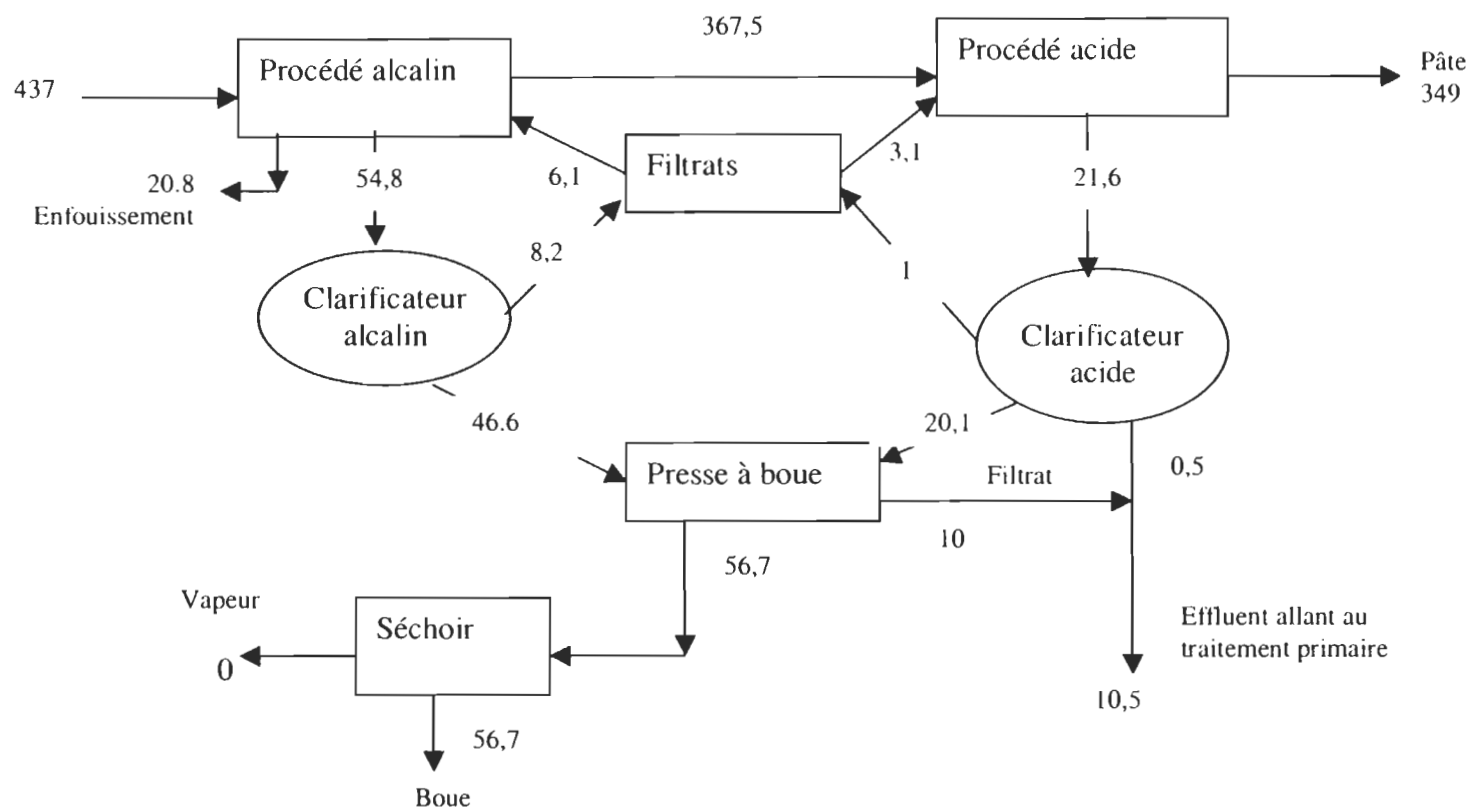 367,5
Procédé alcalin
Procédé acide
Pâte
349
437
Filtrats
3,1
6,1
20.8
54,8
21,6
Enfouissement
8,2
1
Clarificateur
alcalin
Clarificateur
acide
46.6
20,1
Presse à boue
Filtrat
0,5
10
56,7
Vapeur
Séchoir
0
Effluent allant au
traitement primaire
10,5
56,7
Boue